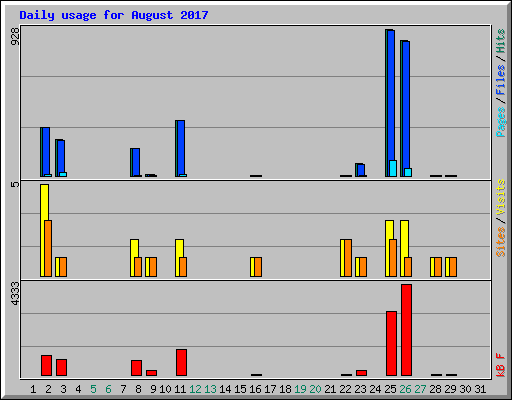 Daily usage for August 2017
928
Pages / Files / Hits
5
Sites / Visits
4333
kB F
1 2 3 4 5 6 7 8 9 10 11 12 13 14 15 16 17 18 19 20 21 22 23 24 25 26 27 28 29 30 31